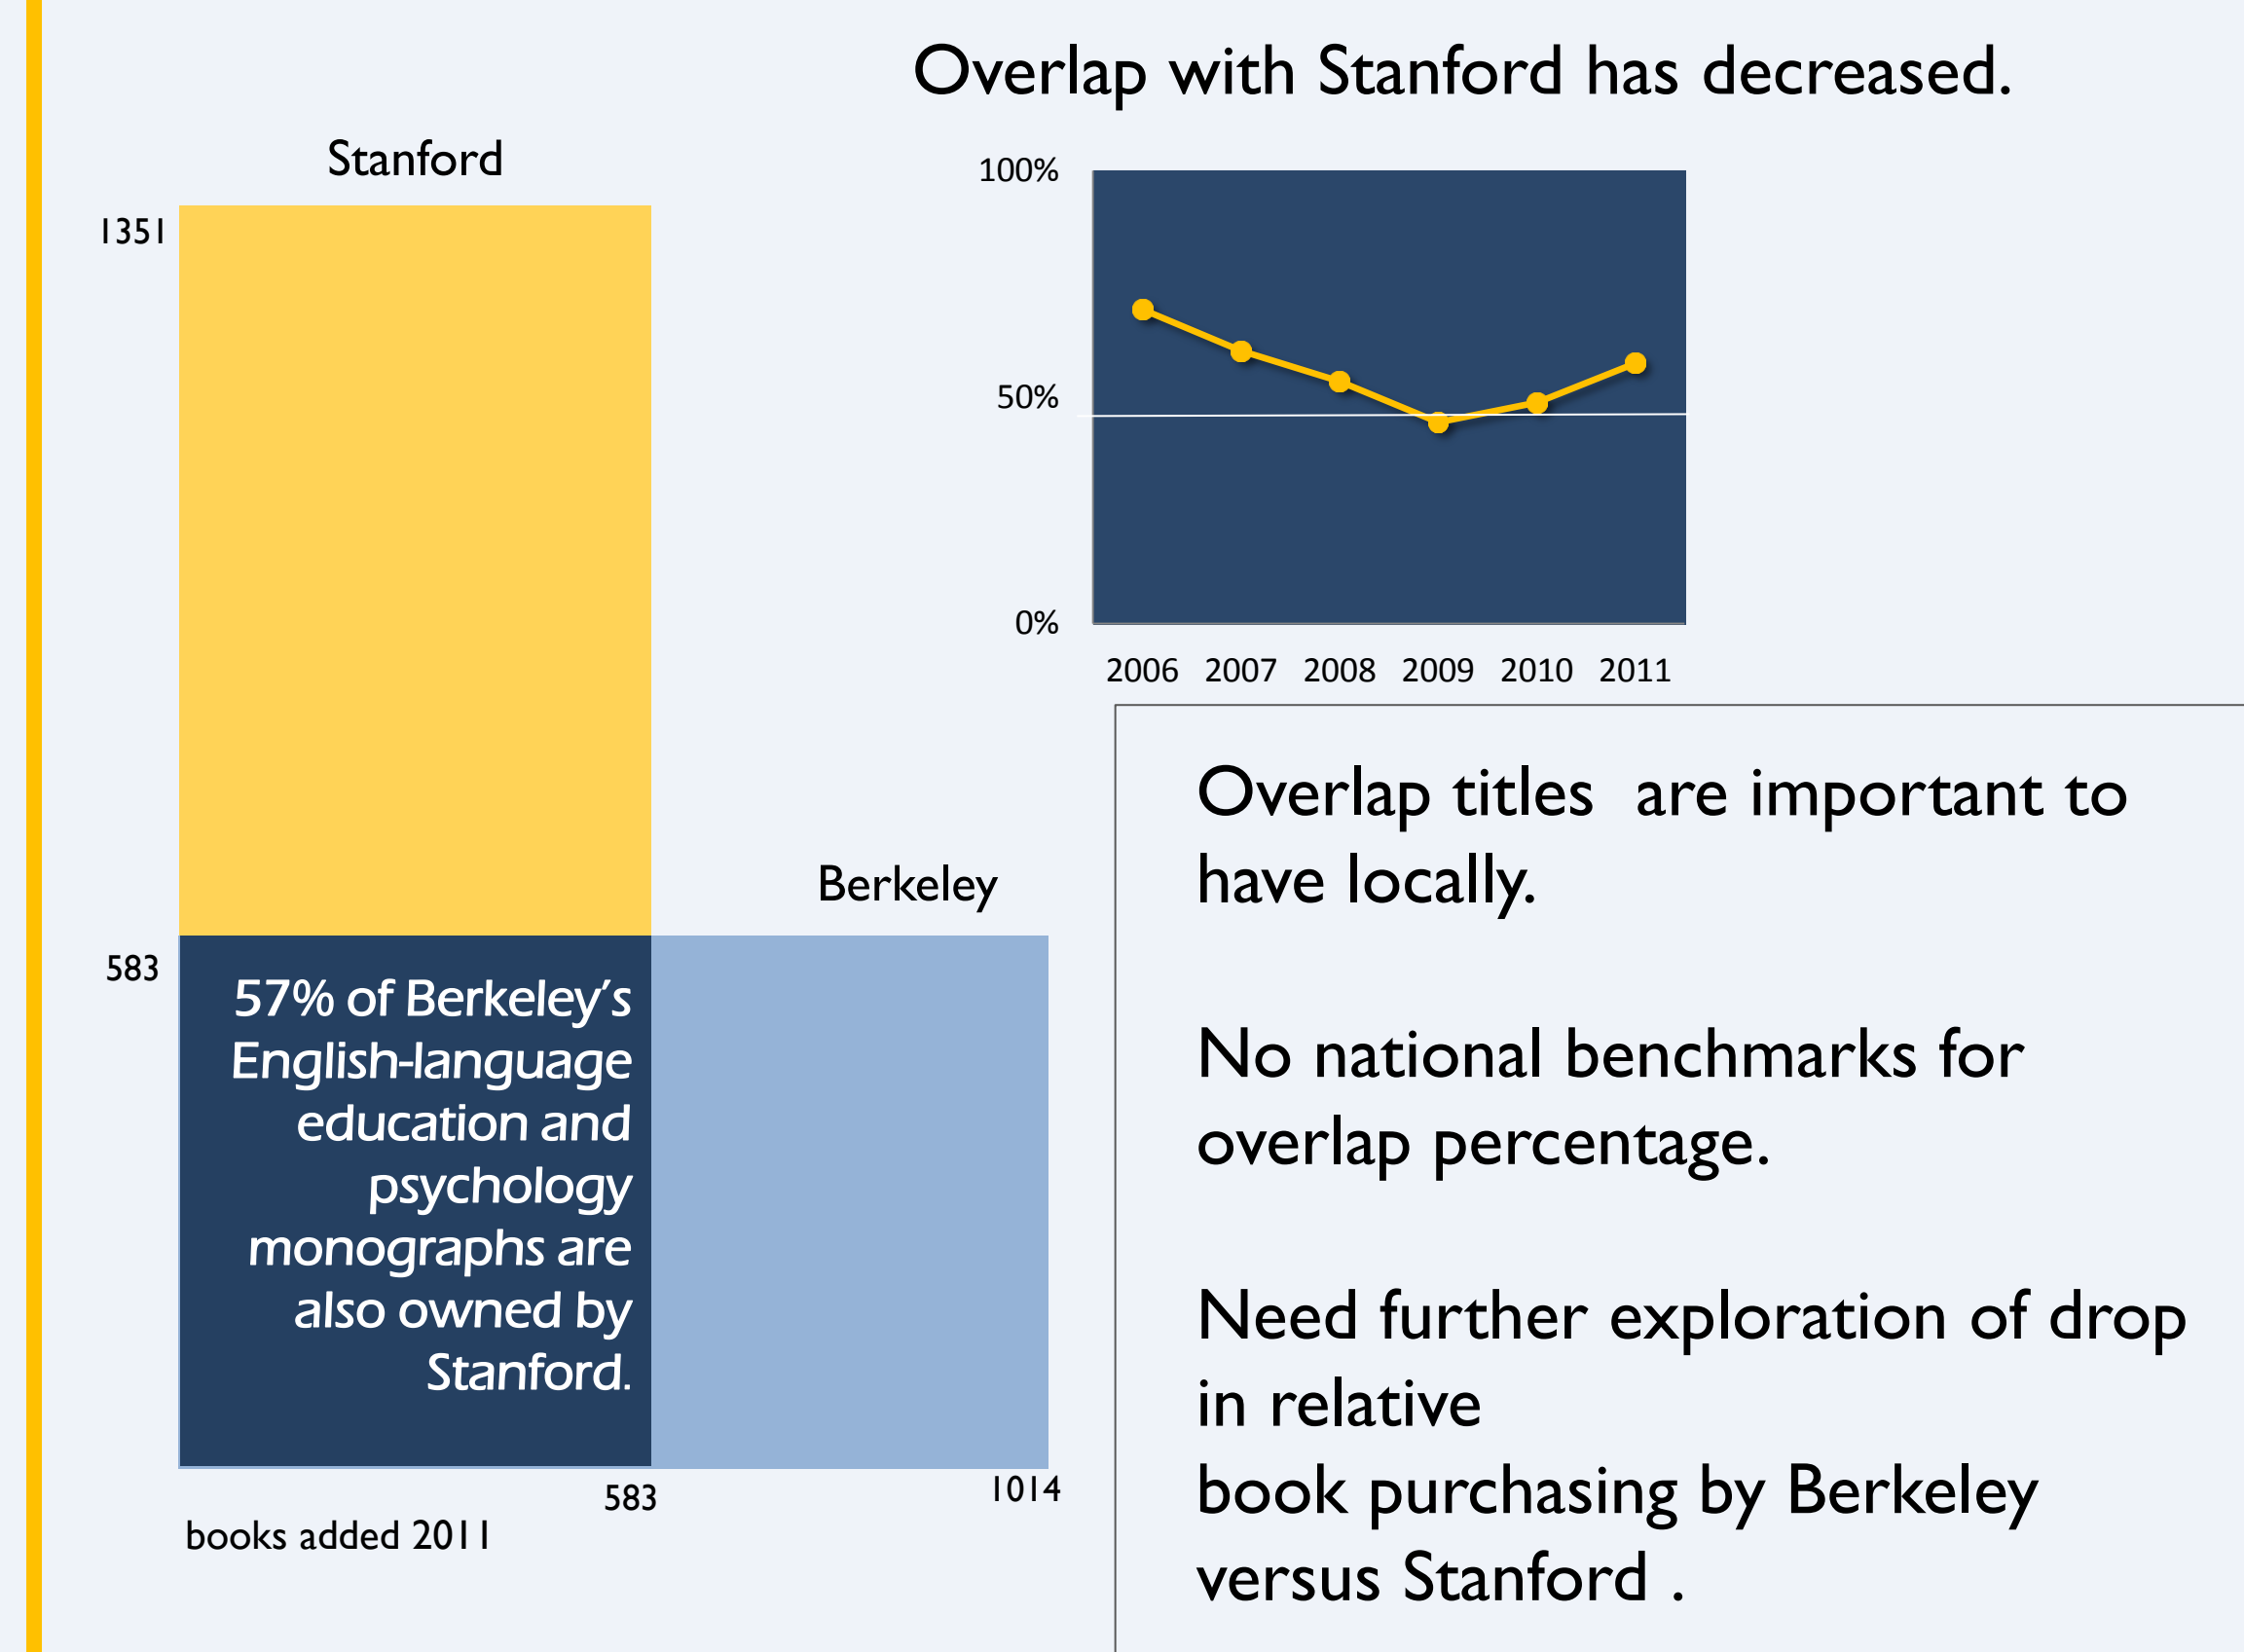 Overlap with Stanford has decreased.
Stanford
1351
Berkeley
583
57% of Berkeley’s
English-language
education and
psychology
monographs are
also owned by
Stanford.
583
1014
books added 2011
100%
50%
0%
2006 2007 2008 2009 2010 2011
Overlap titles  are important to
have locally.
No national benchmarks for
overlap percentage.
Need further exploration of drop
in relative
book purchasing by Berkeley
versus Stanford .